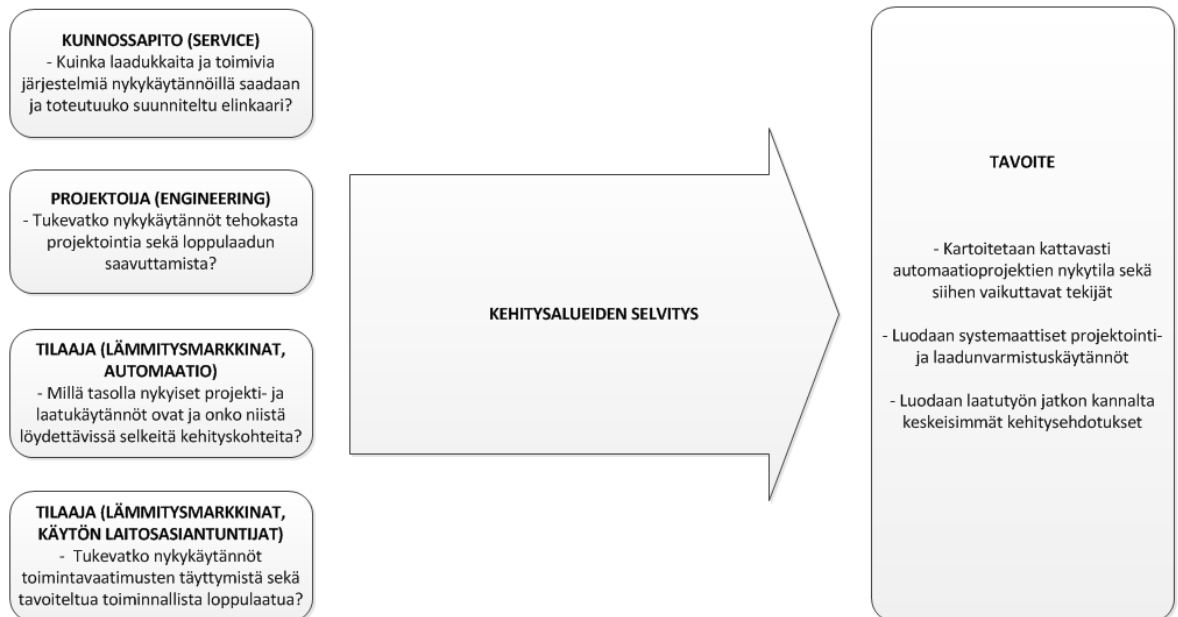 KUNNOSSAPITO (SERVICE)
- Kuinka laadukkaita ja toimivia
järjestelmiä nykykäytännöillä saadaan
ja toteutuuko suunniteltu elinkaari?
PROJEKTOIJA (ENGINEERING)
- Tukevatko nykykäytännöt tehokasta
projektointia sekä loppulaadun
saavuttamista?
TILAAJA (LÄMMITYSMARKKINAT,
AUTOMAATIO)
- Millä tasolla nykyiset projekti- ja
laatukäytännöt ovat ja onko niistä
löydettävissä selkeitä kehityskohteita?
TILAAJA (LÄMMITYSMARKKINAT,
KÄYTÖN LAITOSASIANTUNTIJAT)
- Tukevatko nykykäytännöt
toimintavaatimusten täyttymistä sekä
tavoiteltua toiminnallista loppulaatua?
KEHITYSALUEIDEN SELVITYS
TAVOITE
- Kartoitetaan kattavasti
automaatioprojektien nykytila sekä
siihen vaikuttavat tekijät
- Luodaan systemaattiset projektointi-
ja laadunvarmistuskäytännöt
- Luodaan laatutyön jatkon kannalta
keskeisimmät kehitysehdotukset